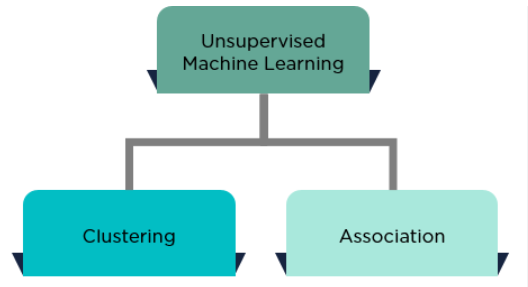 Unsupervised
Machine Learning
Clustering
Association